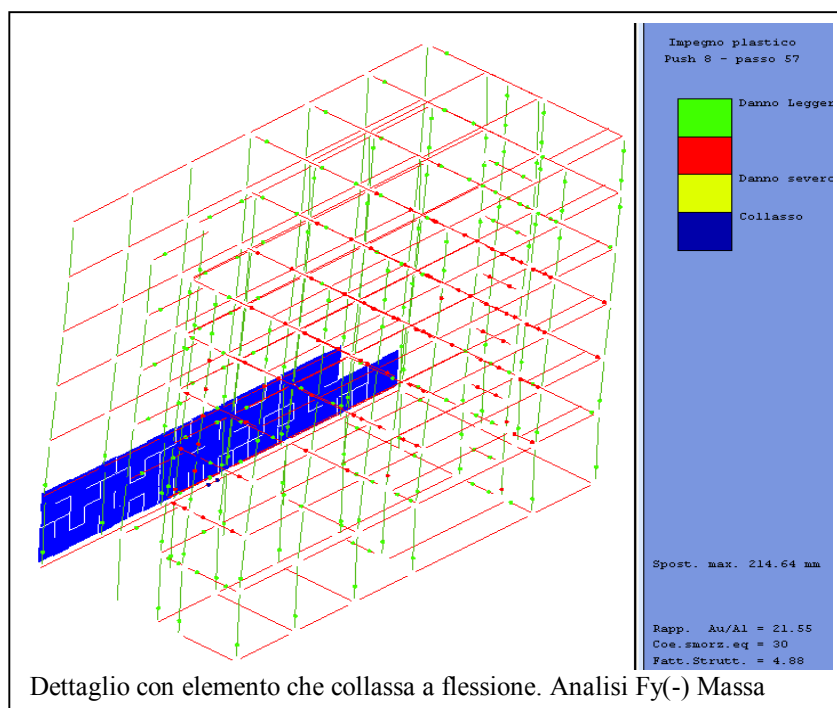 Impegno plastico
Push 8 - passo 57
Danno Legger
Danno severo
Collasso
Spost. max. 214.64 mm
Rapp. Au/Al = 21.55
Coe.smorz.eq = 30
Fatt.Strutt. = 4.88
Dettaglio con elemento che collassa a flessione. Analisi Fy(-) Massa